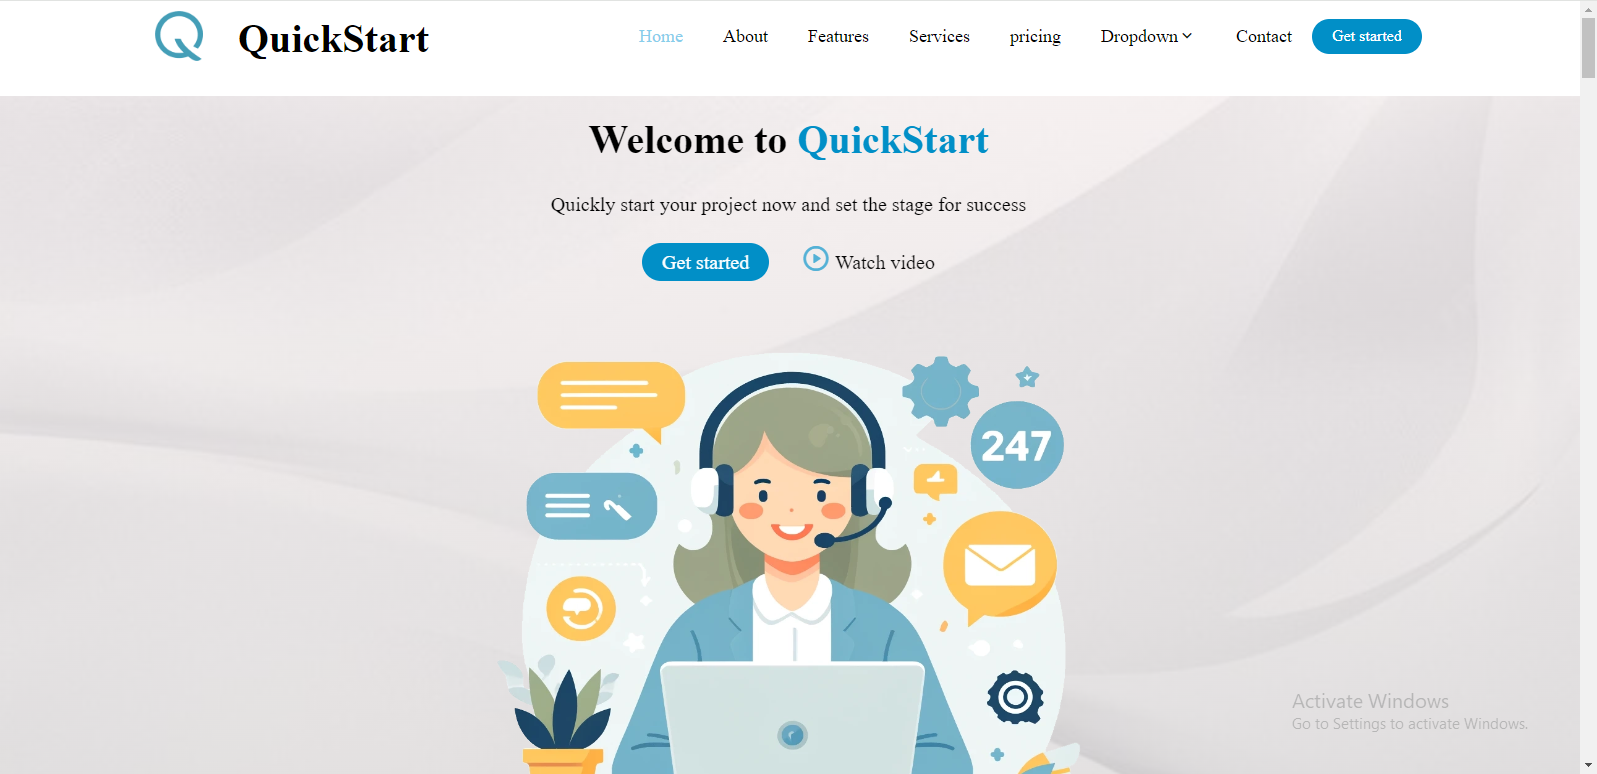 QuickStart
Home About Features Services pricing Dropdown Contact Get started
Welcome to QuickStart
Quickly start your project now and set the stage for success
Get started Watch video
247
Activate Windows
Go to Settings to activate Windows.